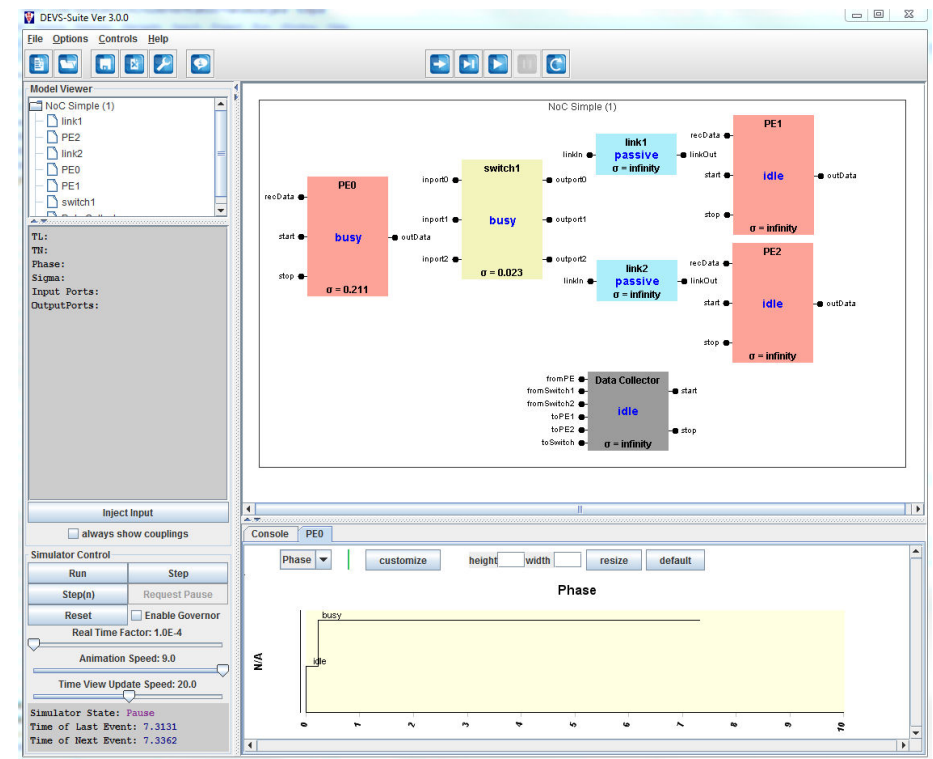 DEVS-Suite Ver 3.0.0
File Options Controls Help
Model Viewer
NoC Simple (1)
link1
PE2
link2
PE0
PE1
switch1
TL:
TN:
Phase:
Sigma:
Input Ports:
OutputPorts:
Inject Input
always show couplings
Simulator Control
Run Step
Step(n) Request Pause
Reset Enable Governor
Real Time Factor: 1.0E-4
Animation Speed: 9.0
Time View Update Speed: 20.0
Simulator State: Pause
Time of Last Event: 7.3131
Time of Next Event: 7.3362
NoC Simple (1)
PE0
recData
start busy outData
stop
σ = 0.211
switch1
inport0 outport0
inport1 busy outport1
inport2 outport2
σ = 0.023
link1
linkIn passive linkOut
σ = infinity
PE1
recData
start idle outData
stop
σ = infinity
link2
linkIn passive linkOut
σ = infinity
PE2
recData
start idle outData
stop
σ = infinity
Data Collector
fromPE
fromSwitch1 start
fromSwitch2
idle
toPE1
toPE2 stop
toSwitch
σ = infinity
Console PE0
Phase customize height width resize default
Phase
N/A
busy
idle
0 1 2 3 4 5 6 7 8 9 10